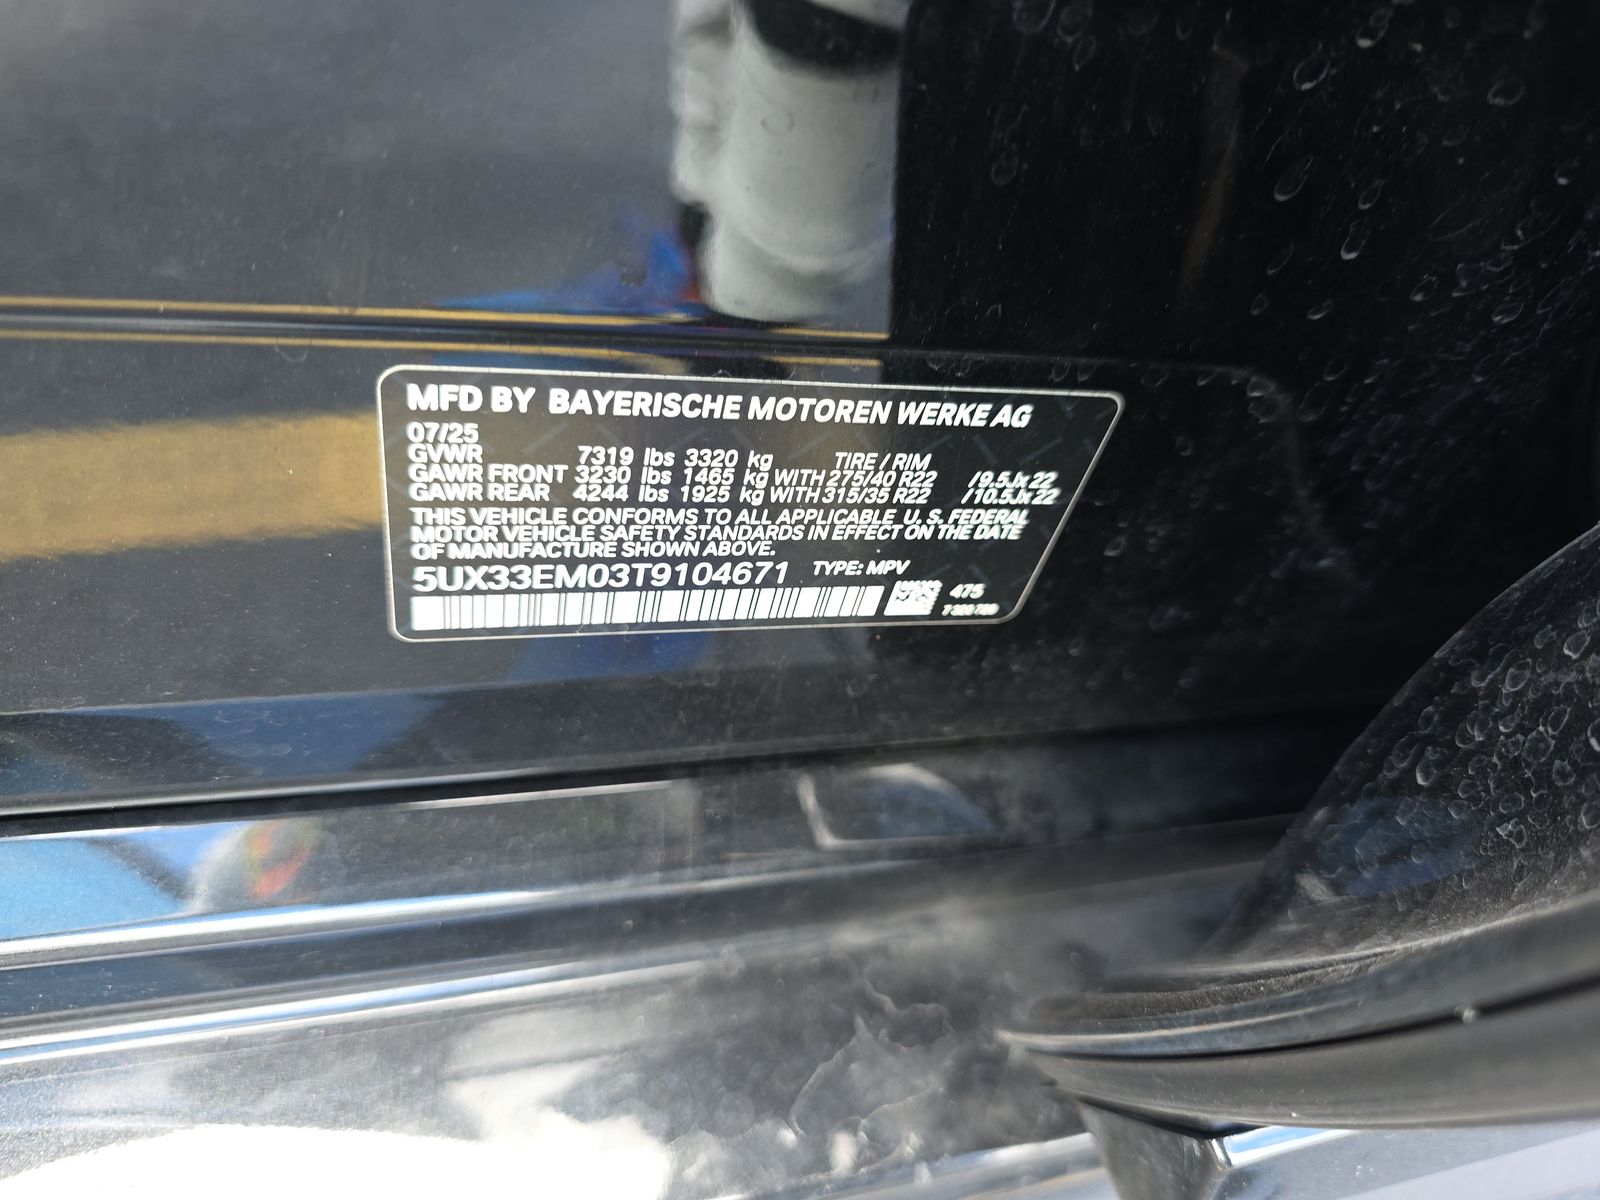 MFD BY BAYERISCHE MOTOREN WERKE AG
07/25
GVWR 7319 lbs 3320 kg TIRE / RIM
GAWR FRONT 3230 lbs 1465 kg WITH 275/40 R22 /9.5Jx22
GAWR REAR 4244 lbs 1925 kg WITH 315/35 R22 /10.5Jx22
THIS VEHICLE CONFORMS TO ALL APPLICABLE U. S. FEDERAL
MOTOR VEHICLE SAFETY STANDARDS IN EFFECT ON THE DATE
OF MANUFACTURE SHOWN ABOVE.
5UX33EM03T9104671 TYPE: MPV
475